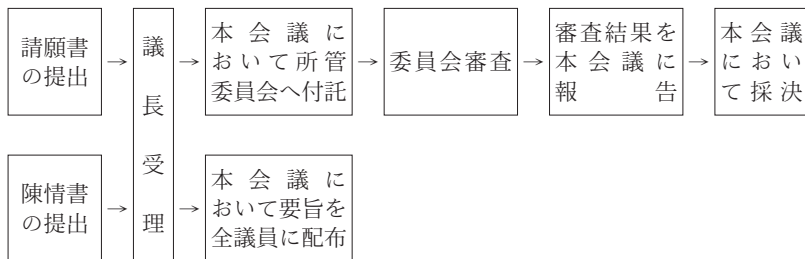 請願書
の提出
→
議長受理
→
本会議に
おいて所管
委員会へ付託
→
委員会審査
→
審査結果を
本会議に
報告
→
本会議
におい
て採決
陳情書
の提出
→
→
本会議に
おいて要旨を
全議員に配布